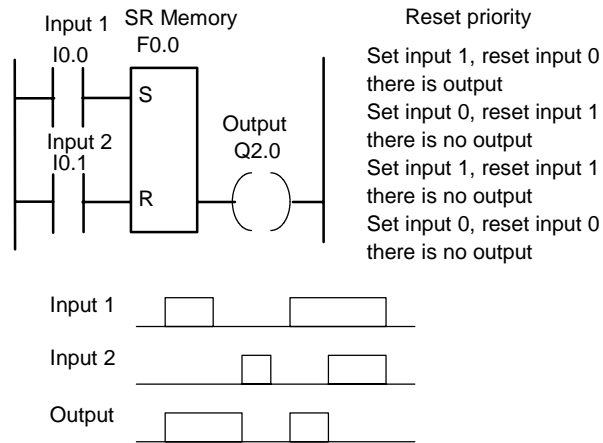 Input 1
SR Memory
I0.0
F0.0
S
Input 2
I0.1
R
Output
Q2.0
Reset priority
Set input 1, reset input 0
there is output
Set input 0, reset input 1
there is no output
Set input 1, reset input 1
there is no output
Set input 0, reset input 0
there is no output
Input 1
Input 2
Output